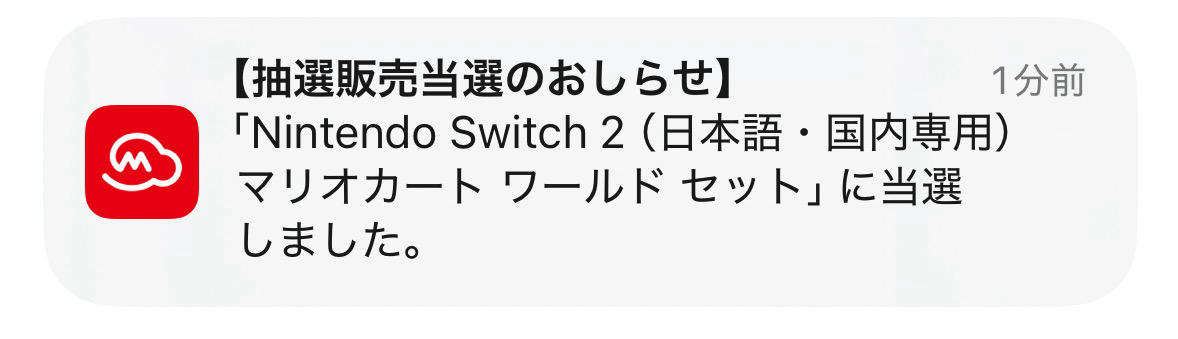 【抽選販売当選のおしらせ】 1分前
「Nintendo Switch 2（日本語・国内専用）
マリオカート ワールド セット」に当選
しました。